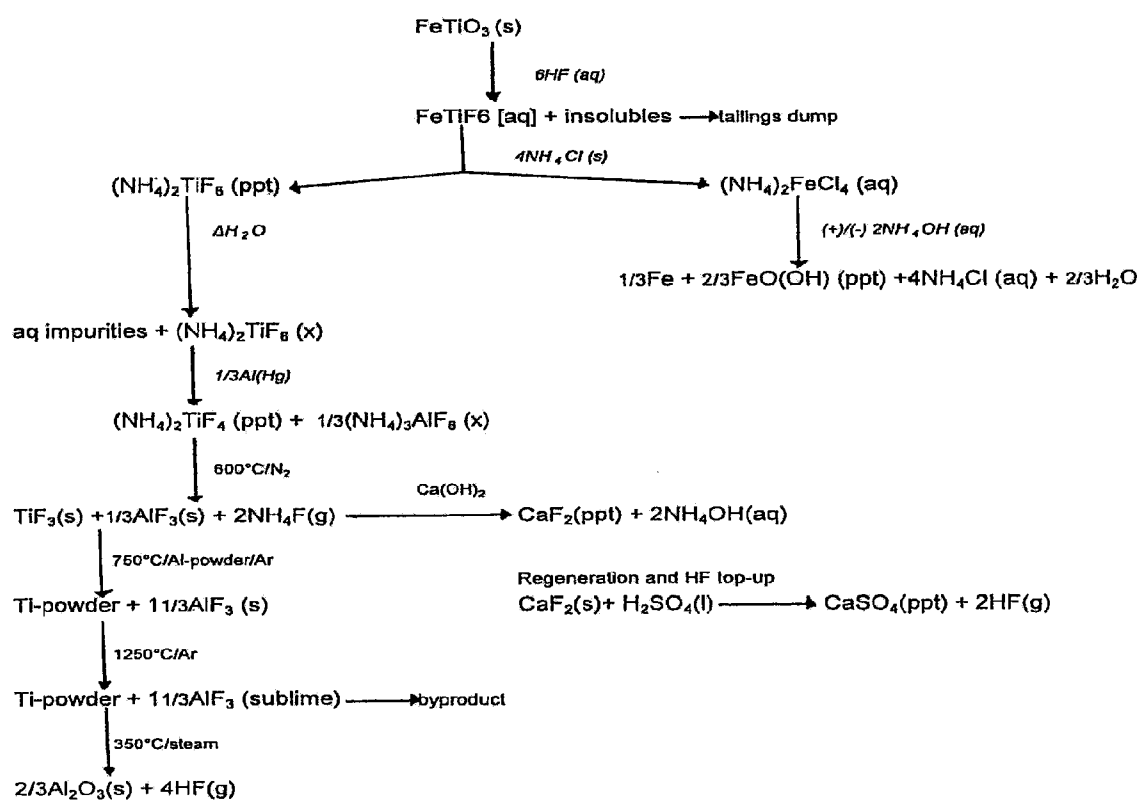 FeTiO₃ (s)
6HF (aq)
FeTiF6 [aq] + insolubles → tailings dump
4NH₄Cl (s)
(NH₄)₂TiF₆ (ppt)
(NH₄)₂FeCl₄ (aq)
ΔH₂O
(+)/(-) 2NH₄OH (aq)
1/3Fe + 2/3FeO(OH) (ppt) +4NH₄Cl (aq) + 2/3H₂O
aq impurities + (NH₄)₂TiF₆ (x)
1/3Al(Hg)
(NH₄)₂TiF₄ (ppt) + 1/3(NH₄)₃AlF₆ (x)
600°C/N₂
Ca(OH)₂
TiF₃(s) +1/3AlF₃(s) + 2NH₄F(g) → CaF₂(ppt) + 2NH₄OH(aq)
750°C/Al-powder/Ar
Regeneration and HF top-up
Ti-powder + 11/3AlF₃ (s)
CaF₂(s)+ H₂SO₄(l) → CaSO₄(ppt) + 2HF(g)
1250°C/Ar
Ti-powder + 11/3AlF₃ (sublime) → byproduct
350°C/steam
2/3Al₂O₃(s) + 4HF(g)